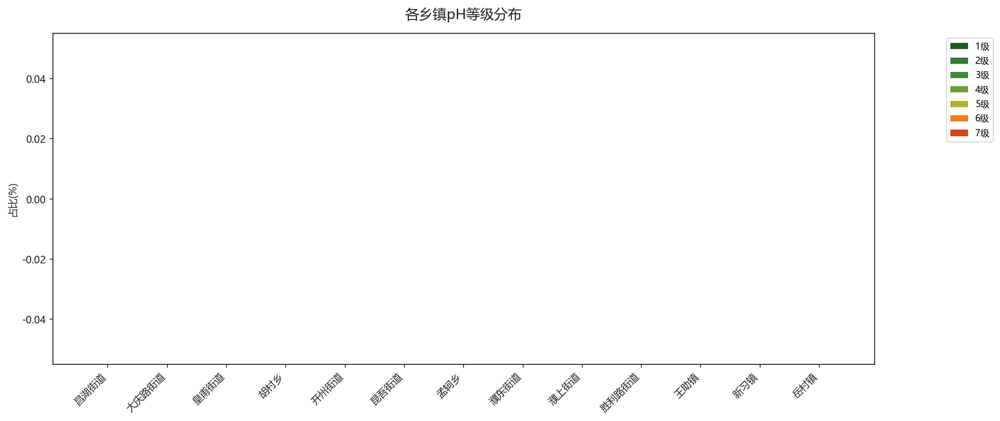 各乡镇pH等级分布
占比(%)
0.04
0.02
0.00
-0.02
-0.04
昌湖街道
大庆路街道
皇甫街道
胡村乡
开州街道
昆吾街道
孟轲乡
濮东街道
濮上街道
胜利路街道
王助镇
新习镇
岳村镇
1级
2级
3级
4级
5级
6级
7级